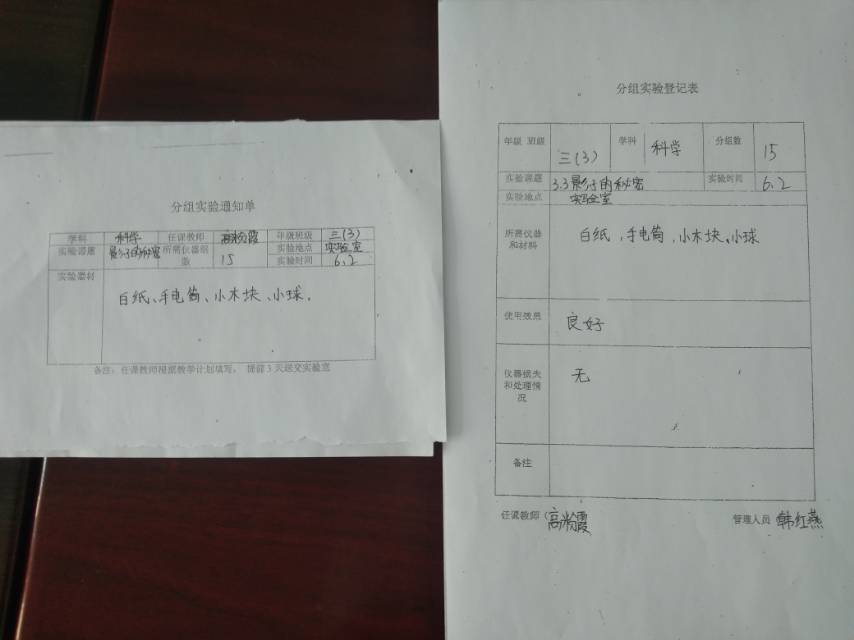 分组实验通知单
学科 科学 任课教师 高粉霞 年级班级 三(3)
实验课题 影子的秘密 所需仪器组数 15 实验地点 实验室
实验时间 6.2
实验器材
白纸、手电筒、小木块、小球。
备注:任课教师根据教学计划填写,提前3天送交实验室
分组实验登记表
年级 班级 三(3) 学科 科学 分组数 15
实验课题 3.3影子的秘密 实验时间 6.2
实验地点 实验室
所需仪器和材料 白纸、手电筒、小木块、小球
使用效果 良好
仪器损失和处理情况 无
备注
任课教师 高粉霞 管理人员 韩红燕